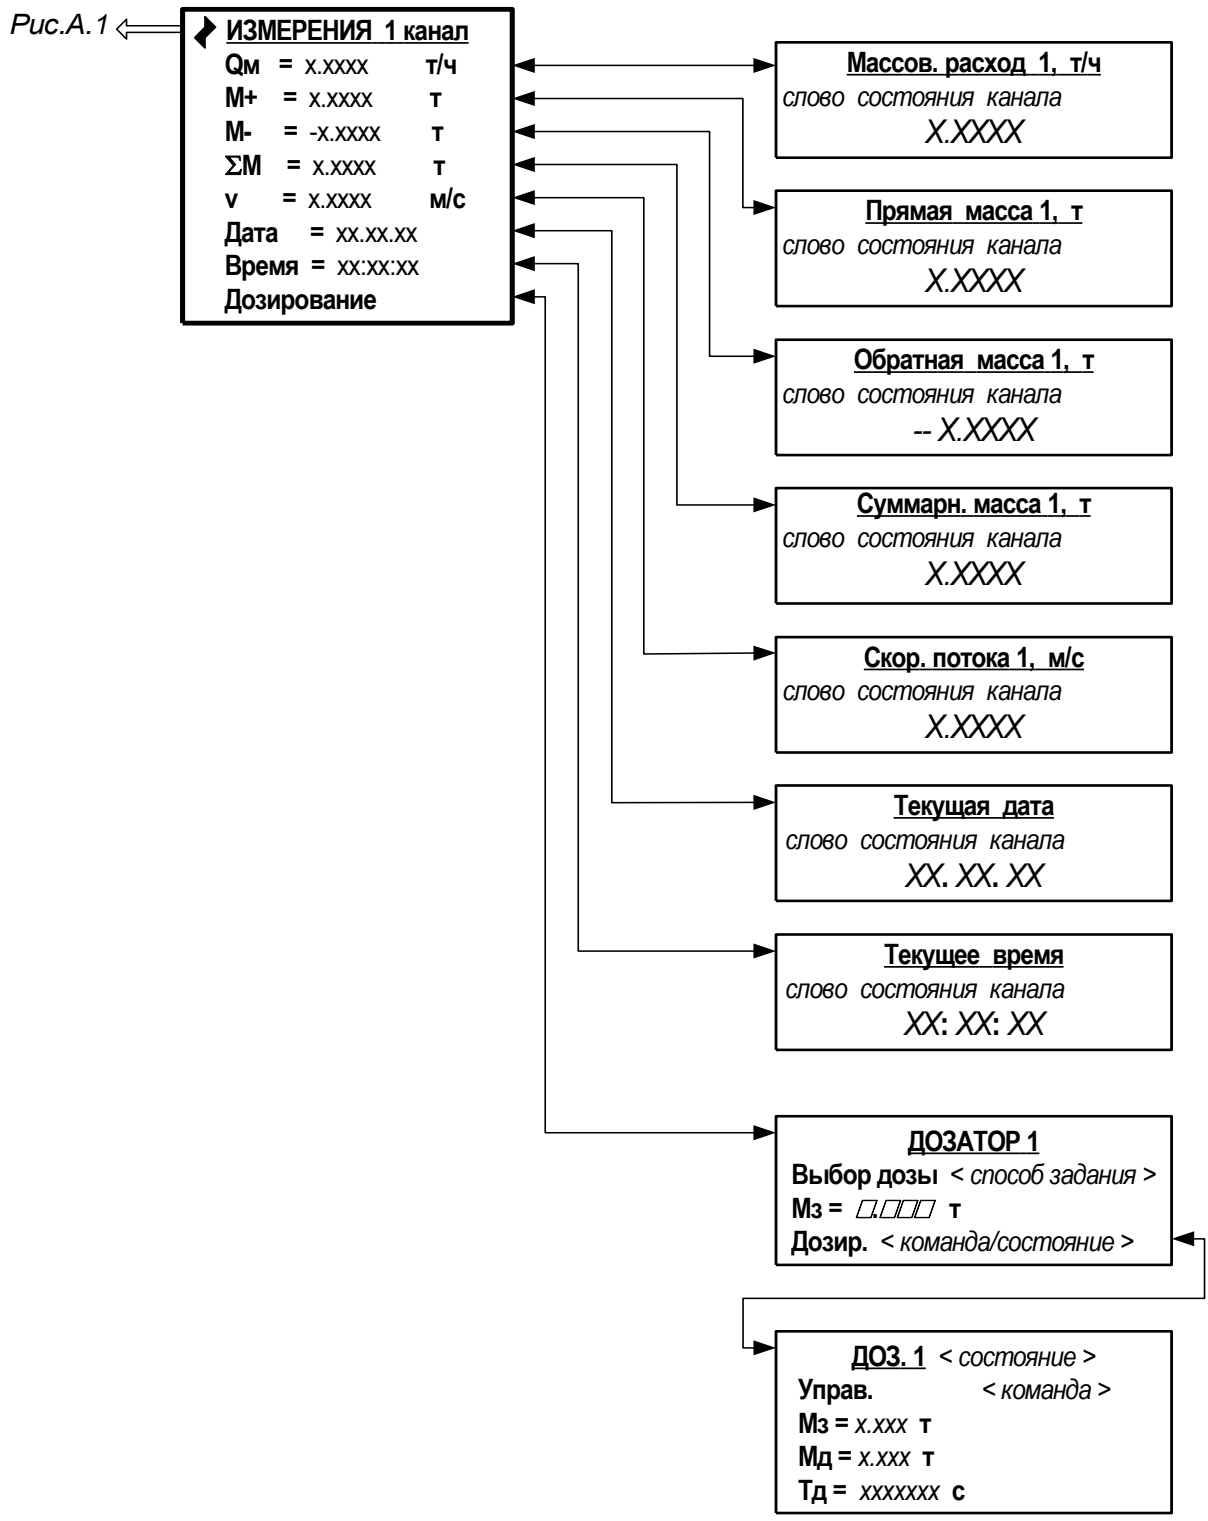 Рис.А.1
ИЗМЕРЕНИЯ 1 канал
Qм = x.xxxx т/ч
М+ = x.xxxx т
М- = -x.xxxx т
ΣМ = x.xxxx т
v = x.xxxx м/с
Дата = xx.xx.xx
Время = xx:xx:xx
Дозирование
Массов. расход 1, т/ч
слово состояния канала
X.XXXX
Прямая масса 1, т
слово состояния канала
X.XXXX
Обратная масса 1, т
слово состояния канала
-- X.XXXX
Суммарн. масса 1, т
слово состояния канала
X.XXXX
Скор. потока 1, м/с
слово состояния канала
X.XXXX
Текущая дата
слово состояния канала
XX. XX. XX
Текущее время
слово состояния канала
XX: XX: XX
ДОЗАТОР 1
Выбор дозы < способ задания >
Мз = ▱.▱▱▱ т
Дозир. < команда/состояние >
ДОЗ. 1 < состояние >
Управ. < команда >
Мз = x.xxx т
Мд = x.xxx т
Тд = xxxxxxx с